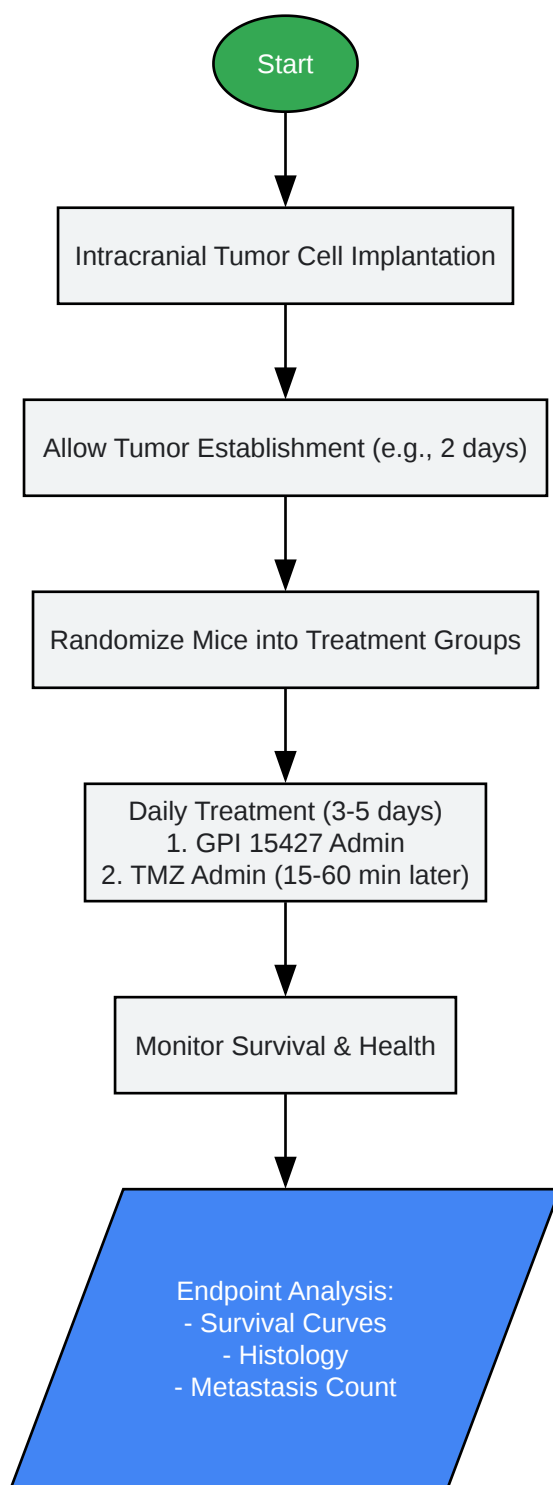 Start
Intracranial Tumor Cell Implantation
Allow Tumor Establishment (e.g., 2 days)
Randomize Mice into Treatment Groups
Daily Treatment (3-5 days)
1. GPI 15427 Admin
2. TMZ Admin (15-60 min later)
Monitor Survival & Health
Endpoint Analysis:
- Survival Curves
- Histology
- Metastasis Count